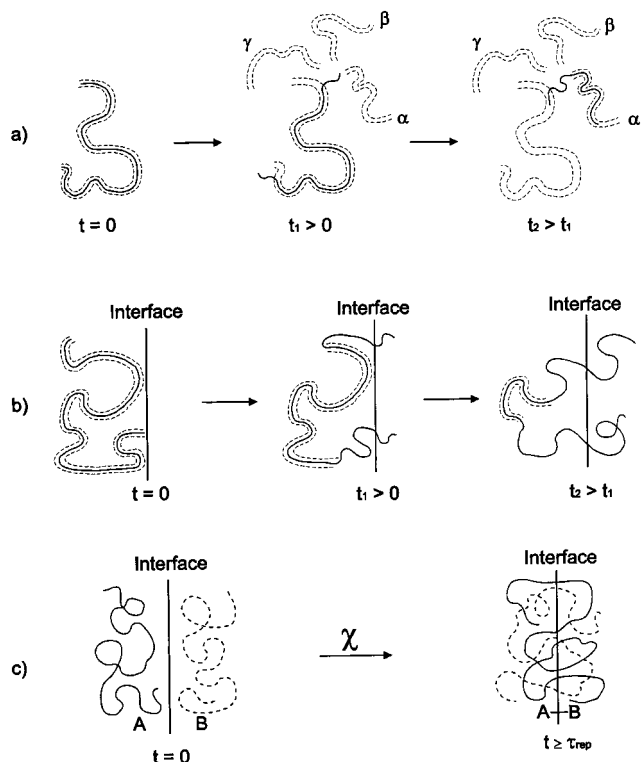 β β
γ γ
α α
a)
t = 0 t₁ > 0 t₂ > t₁
Interface Interface Interface
b)
t = 0 t₁ > 0 t₂ > t₁
Interface Interface
χ
c)
A B A B
t = 0 t ≥ τrep